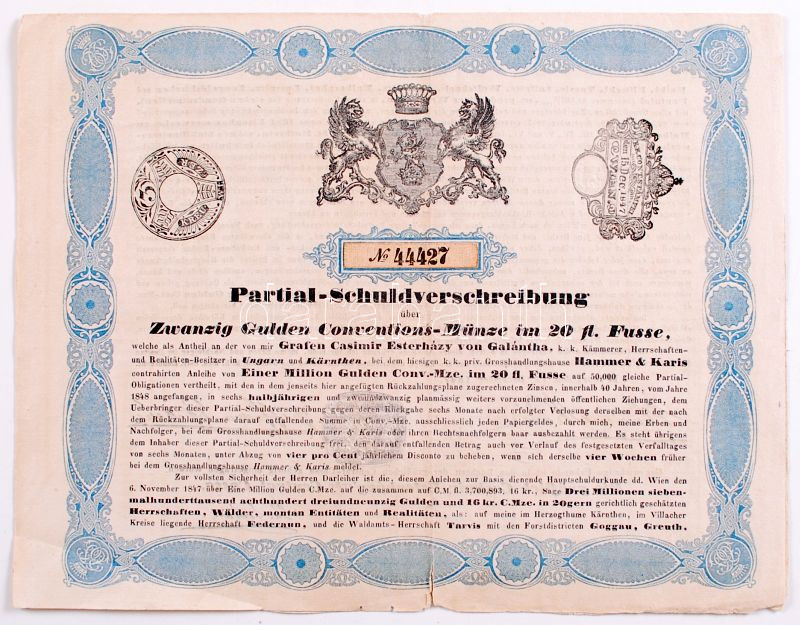 den 15 Dec. 1847
№ 44427
Partial-Schuldverschreibung
über
Zwanzig Gulden Conventions-Münze im 20 fl. Fusse,
welche als Antheil an der von mir Grafen Casimir Esterházy von Galántha, k. k. Kämmerer, Herrschaften-
und Realitäten-Besitzer in Ungarn und Kärnthen, bei dem hiesigen k. k. priv. Grosshandlungshause Hammer & Karis
contrahirten Anleihe von Einer Million Gulden Conv.-Mze. im 20 fl. Fusse auf 50,000 gleiche Partial-
Obligationen vertheilt, mit den in dem jenseits hier angefügten Rückzahlungsplane zugerechneten Zinsen, innerhalb 40 Jahren, vom Jahre
1848 angefangen, in sechs halbjährigen und zweiundzwanzig planmässig weiters vorzunehmenden öffentlichen Ziehungen, dem
Ueberbringer dieser Partial-Schuldverschreibung gegen deren Rückgabe sechs Monate nach erfolgter Verlosung derselben mit der nach
dem Rückzahlungsplane darauf entfallenden Summe in Conv.-Mze. ausschliesslich jeden Papiergeldes, durch mich, meine Erben und
Nachfolger, bei dem Grosshandlungshause Hammer & Karis oder ihren Rechtsnachfolgern baar ausbezahlt werden. Es steht übrigens
dem Inhaber dieser Partial-Schuldverschreibung frei, den darauf entfallenden Betrag auch vor Verlauf des festgesetzten Verfalltages
von sechs Monaten, unter Abzug von vier pro Cent jährlichem Disconto zu beheben, wenn sich derselbe vier Wochen früher
bei dem Grosshandlungshause Hammer & Karis meldet.
Zur vollsten Sicherheit der Herren Darleiher ist die, diesem Anlehen zur Basis dienende Hauptschuldurkunde dd. Wien den
6. November 1847 über Eine Million Gulden C.Mze. auf die zusammen auf C.M. fl. 3.700,893, 16 kr., Sage Drei Millionen sieben-
malhunderttausend achthundert dreiundneunzig Gulden und 16 kr. C.Mze. in 20gern gerichtlich geschätzten
Herrschaften, Wälder, montan Entitäten und Realitäten, als: auf meine im Herzogthume Kärnthen, im Villacher
Kreise liegende Herrschaft Federaun, und die Waldamts-Herrschaft Tarvis mit den Forstdistricten Goggau, Greuth,